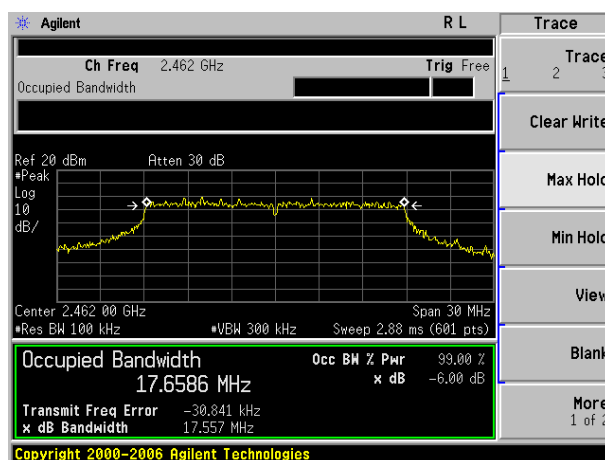 Agilent R L Trace
Ch Freq 2.462 GHz Trig Free
Occupied Bandwidth
Trace
1 2 3
Clear Write
Max Hold
Min Hold
View
Blank
More
1 of 2
Ref 20 dBm Atten 30 dB
#Peak
Log
10
dB/
Center 2.462 00 GHz Span 30 MHz
#Res BW 100 kHz #VBW 300 kHz Sweep 2.88 ms (601 pts)
Occupied Bandwidth Occ BW % Pwr 99.00 %
17.6586 MHz x dB -6.00 dB
Transmit Freq Error -30.841 kHz
x dB Bandwidth 17.557 MHz
Copyright 2000-2006 Agilent Technologies